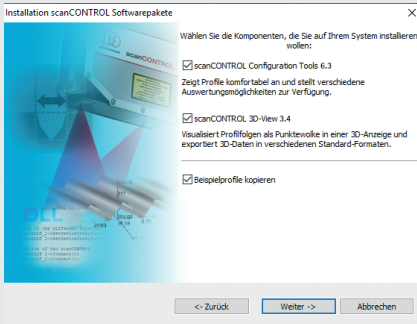 Installation scanCONTROL Softwarepakete
Wählen Sie die Komponenten, die Sie auf Ihrem System installieren
wollen:
scanCONTROL Configuration Tools 6.3
Zeigt Profile komfortabel an und stellt verschiedene
Auswertungsmöglichkeiten zur Verfügung.
scanCONTROL 3D-View 3.4
Visualisiert Profilfolgen als Punktewolke in einer 3D-Anzeige und
exportiert 3D-Daten in verschiedenen Standard-Formaten.
Beispielprofile kopieren
scanCONTROL
DLL
<- Zurück
Weiter ->
Abbrechen